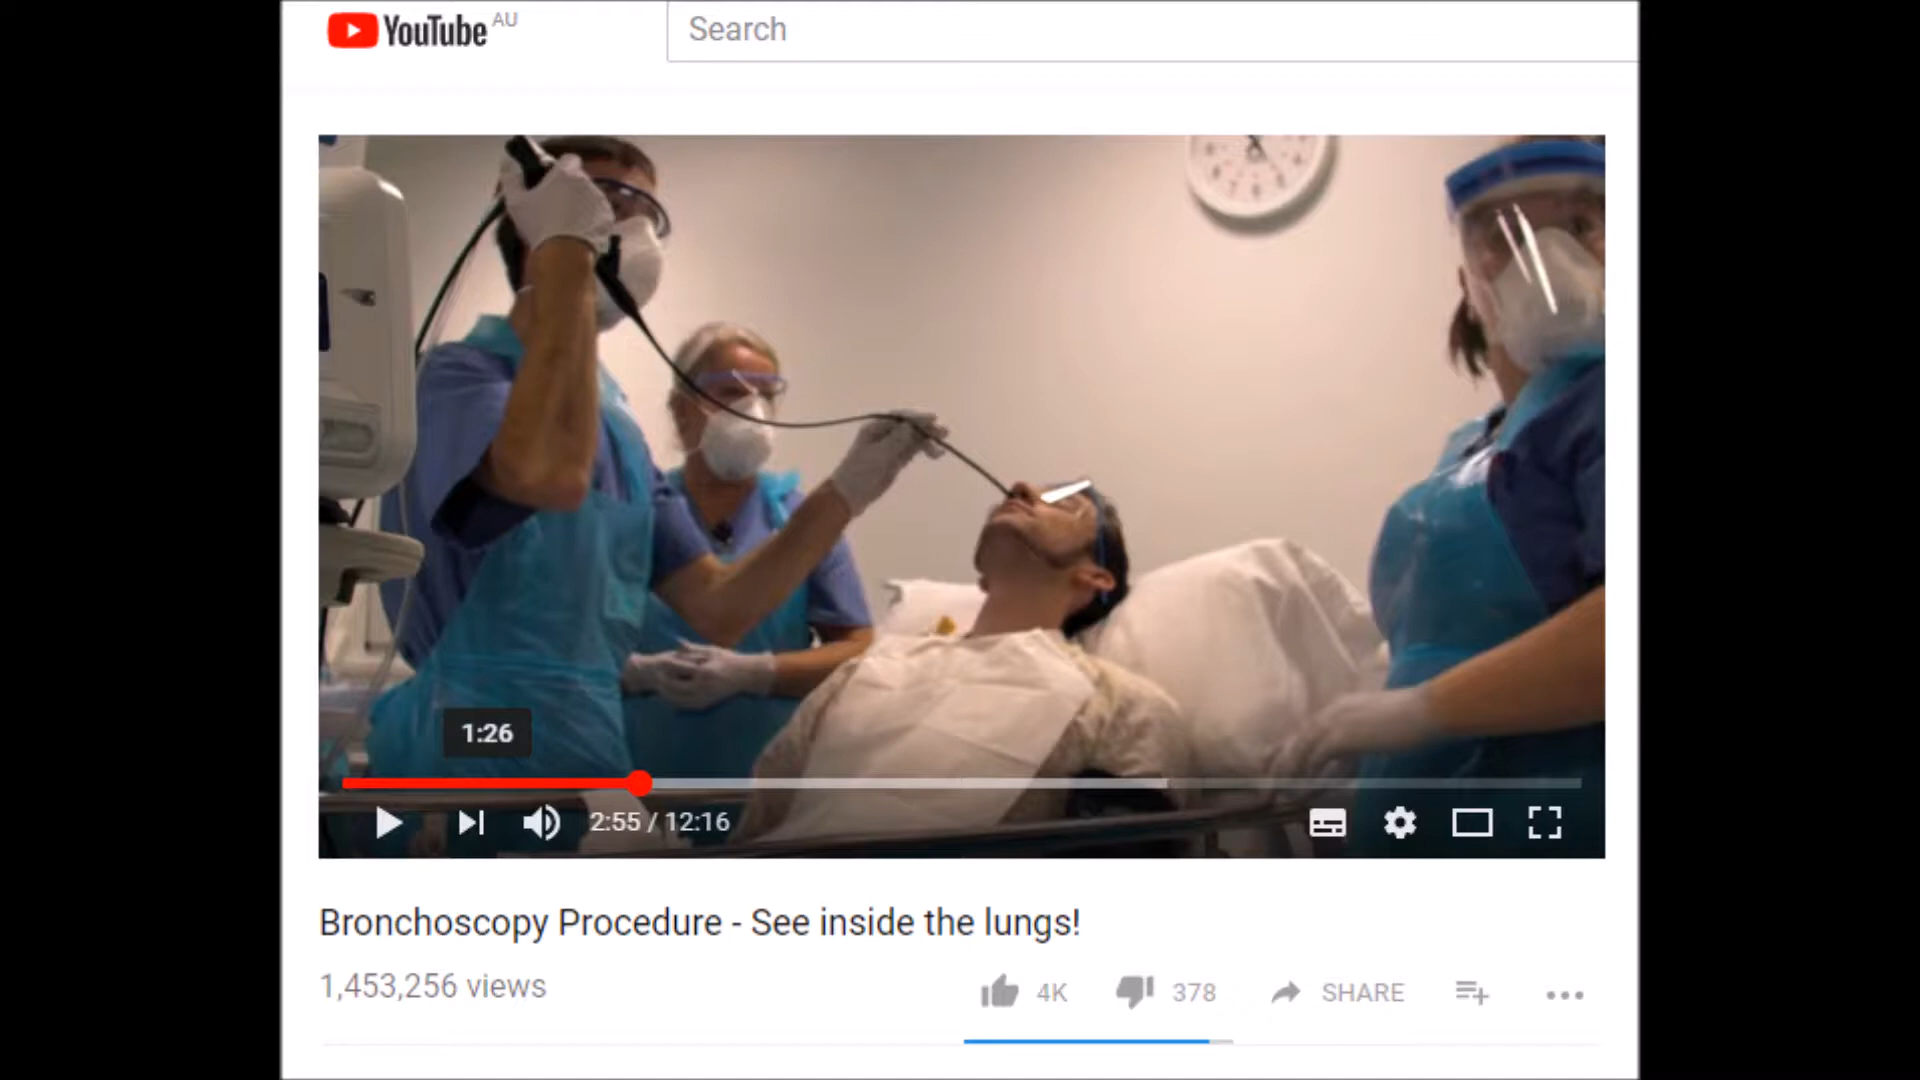 YouTube AU
Search
1:26
2:55 / 12:16
Bronchoscopy Procedure - See inside the lungs!
1,453,256 views
4K
378
SHARE